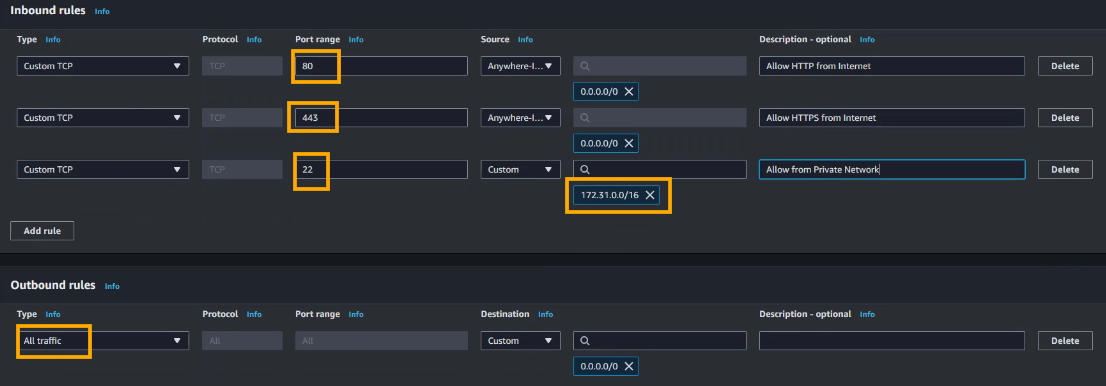 Inbound rules Info
Type Info Protocol Info Port range Info Source Info Description - optional Info
Custom TCP TCP 80 Anywhere-I... Allow HTTP from Internet Delete
0.0.0.0/0
Custom TCP TCP 443 Anywhere-I... Allow HTTPS from Internet Delete
0.0.0.0/0
Custom TCP TCP 22 Custom Allow from Private Network Delete
172.31.0.0/16
Add rule
Outbound rules Info
Type Info Protocol Info Port range Info Destination Info Description - optional Info
All traffic All All Custom Delete
0.0.0.0/0